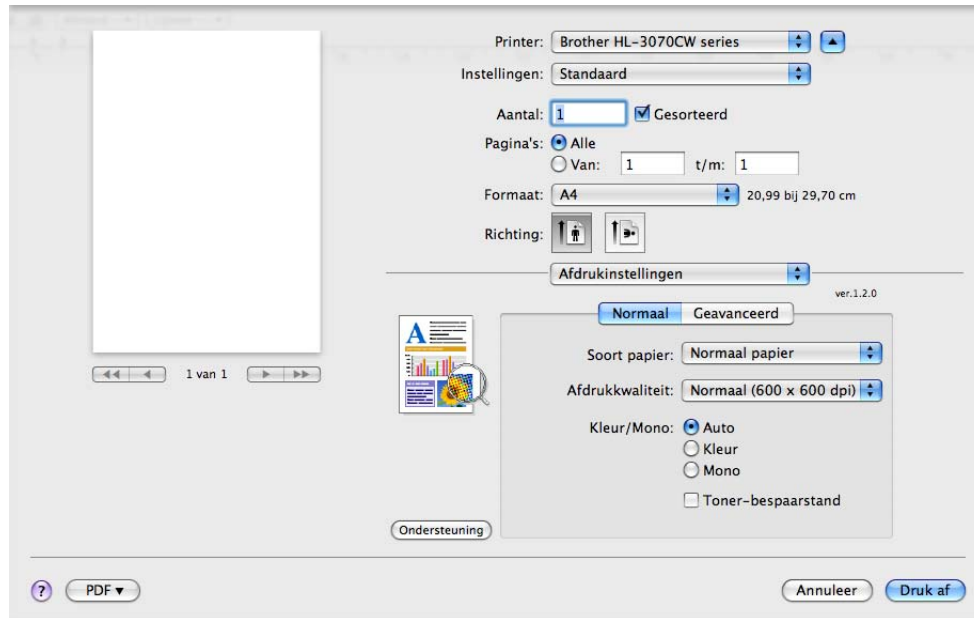 Printer: Brother HL-3070CW series
Instellingen: Standaard
Aantal: 1 Gesorteerd
Pagina's: Alle
Van: 1 t/m: 1
Formaat: A4 20,99 bij 29,70 cm
Richting:
Afdrukinstellingen
ver.1.2.0
Normaal Geavanceerd
Soort papier: Normaal papier
1 van 1
Afdrukkwaliteit: Normaal (600 x 600 dpi)
Kleur/Mono: Auto
Kleur
Mono
Toner-bespaarstand
Ondersteuning
? PDF ▼ Annuleer Druk af